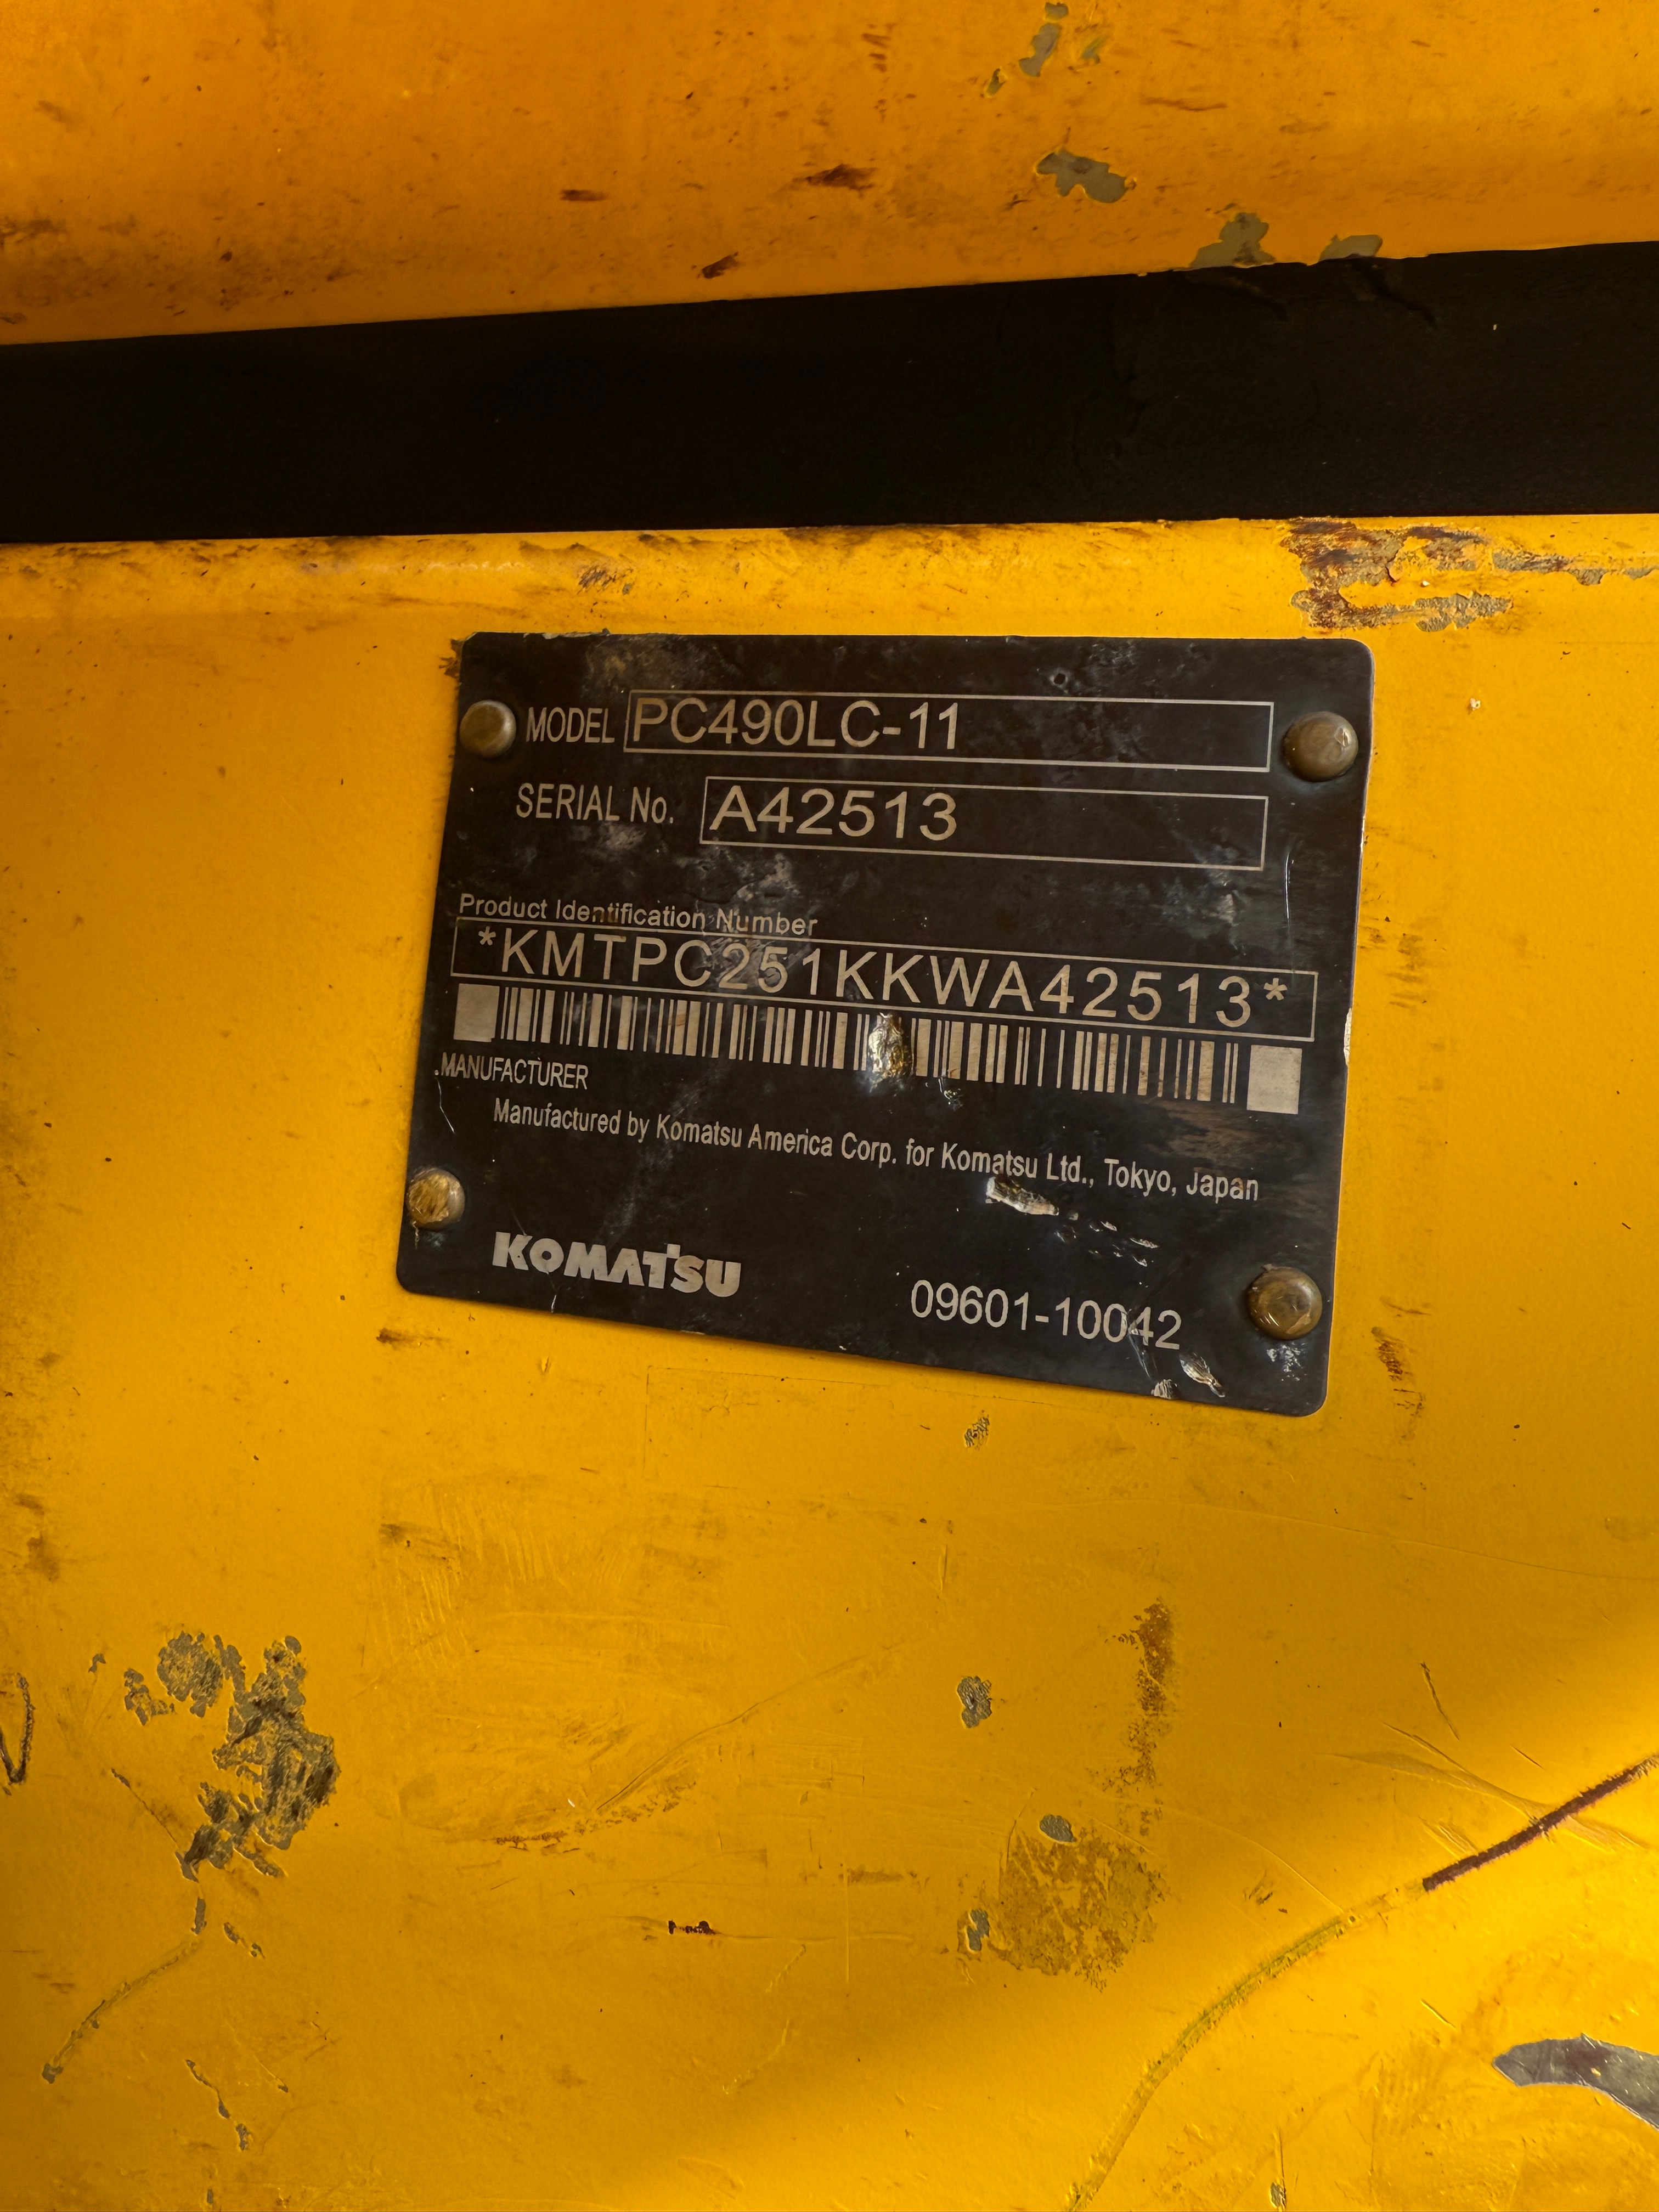 MODEL PC490LC-11
SERIAL No. A42513
Product Identification Number
*KMTPC251KKWA42513*
MANUFACTURER
Manufactured by Komatsu America Corp. for Komatsu Ltd., Tokyo, Japan
KOMATSU 09601-10042